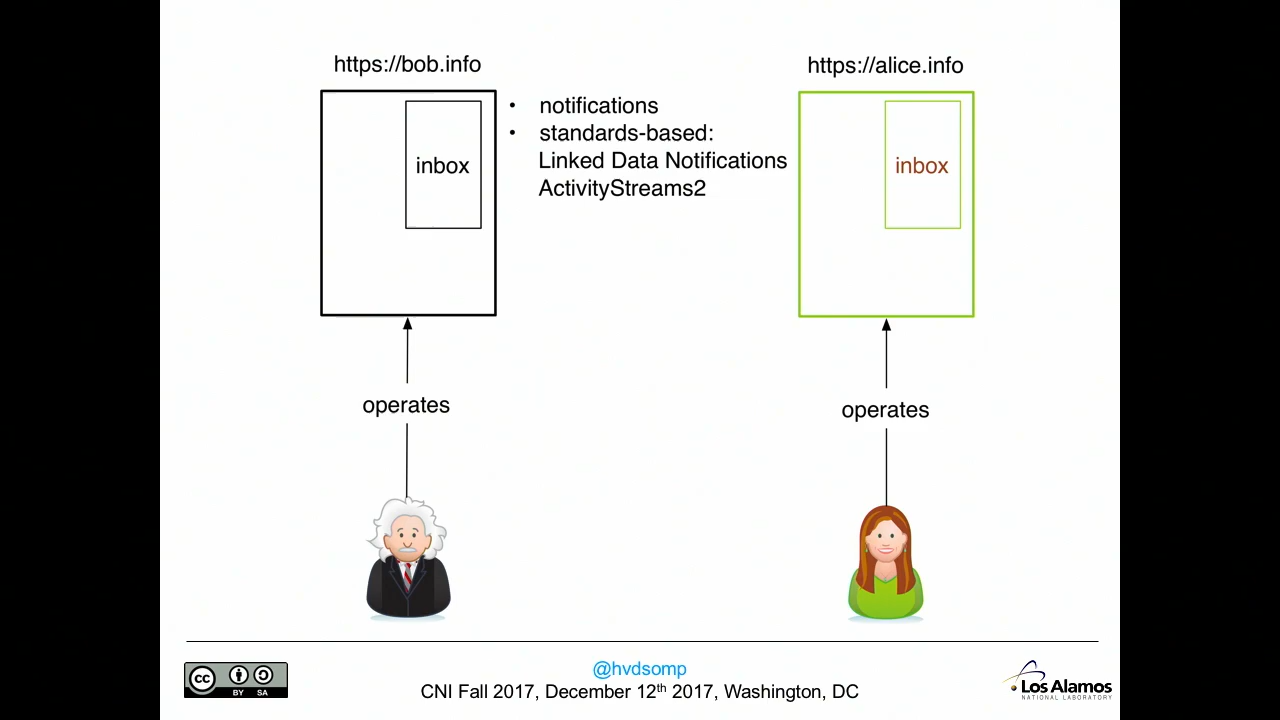 https://bob.info
https://alice.info
• notifications
• standards-based:
Linked Data Notifications
ActivityStreams2
inbox
inbox
operates
operates
@hvdsomp
CNI Fall 2017, December 12th 2017, Washington, DC
cc BY SA
Los Alamos
NATIONAL LABORATORY